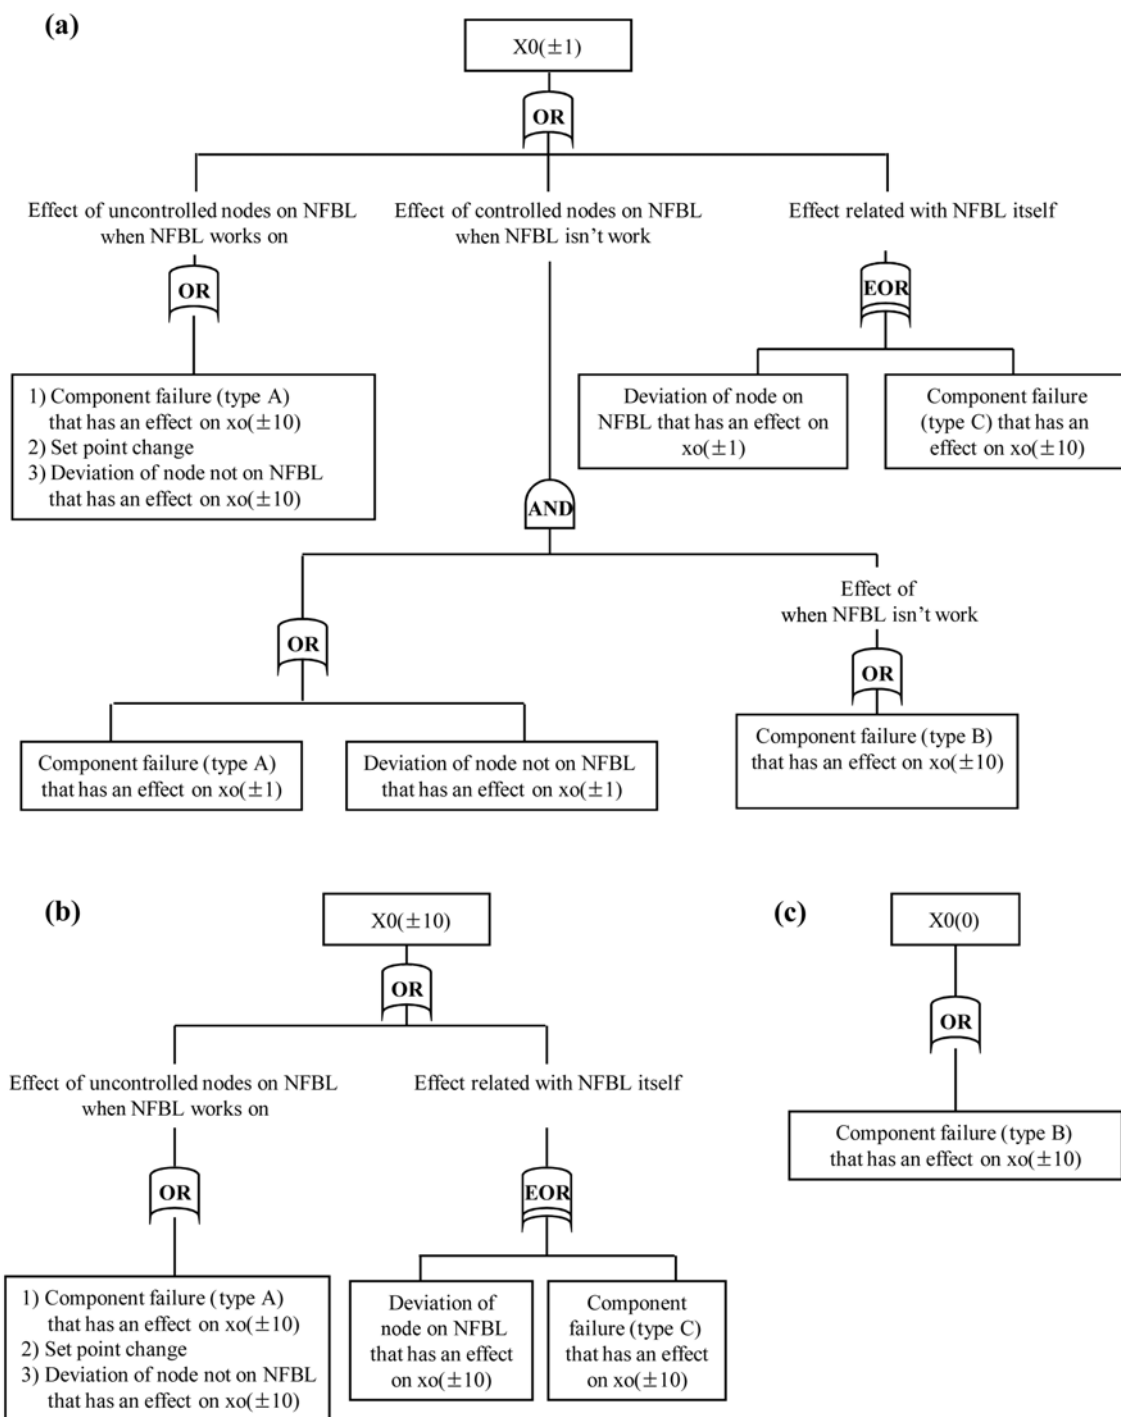 (a)
X0(±1)
OR
Effect of uncontrolled nodes on NFBL
when NFBL works on
Effect of controlled nodes on NFBL
when NFBL isn't work
Effect related with NFBL itself
OR
EOR
1) Component failure (type A)
that has an effect on xo(±10)
2) Set point change
3) Deviation of node not on NFBL
that has an effect on xo(±10)
Deviation of node on
NFBL that has an effect on
xo(±1)
Component failure
(type C) that has an
effect on xo(±10)
AND
Effect of
when NFBL isn't work
OR
OR
Component failure (type A)
that has an effect on xo(±1)
Deviation of node not on NFBL
that has an effect on xo(±1)
Component failure (type B)
that has an effect on xo(±10)
(b)
X0(±10)
OR
Effect of uncontrolled nodes on NFBL
when NFBL works on
Effect related with NFBL itself
OR
EOR
1) Component failure (type A)
that has an effect on xo(±10)
2) Set point change
3) Deviation of node not on NFBL
that has an effect on xo(±10)
Deviation of
node on NFBL
that has an effect
on xo(±10)
Component
failure (type C)
that has an effect
on xo(±10)
(c)
X0(0)
OR
Component failure (type B)
that has an effect on xo(±10)